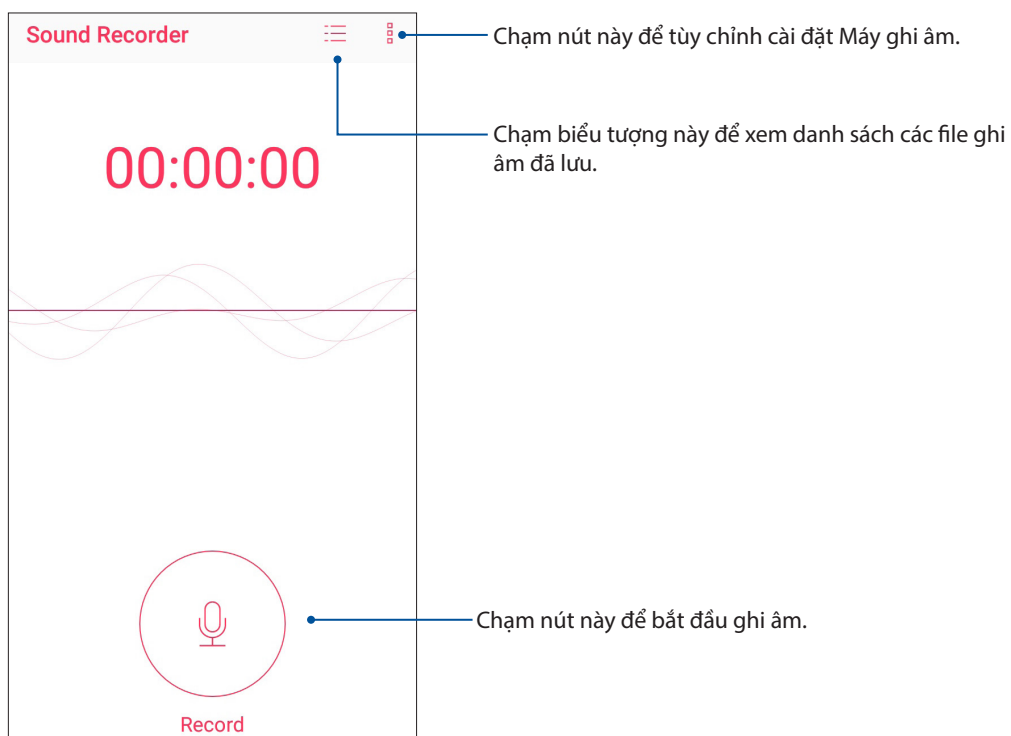 Sound Recorder
Chạm nút này để tùy chỉnh cài đặt Máy ghi âm.
Chạm biểu tượng này để xem danh sách các file ghi
âm đã lưu.
00:00:00
Chạm nút này để bắt đầu ghi âm.
Record